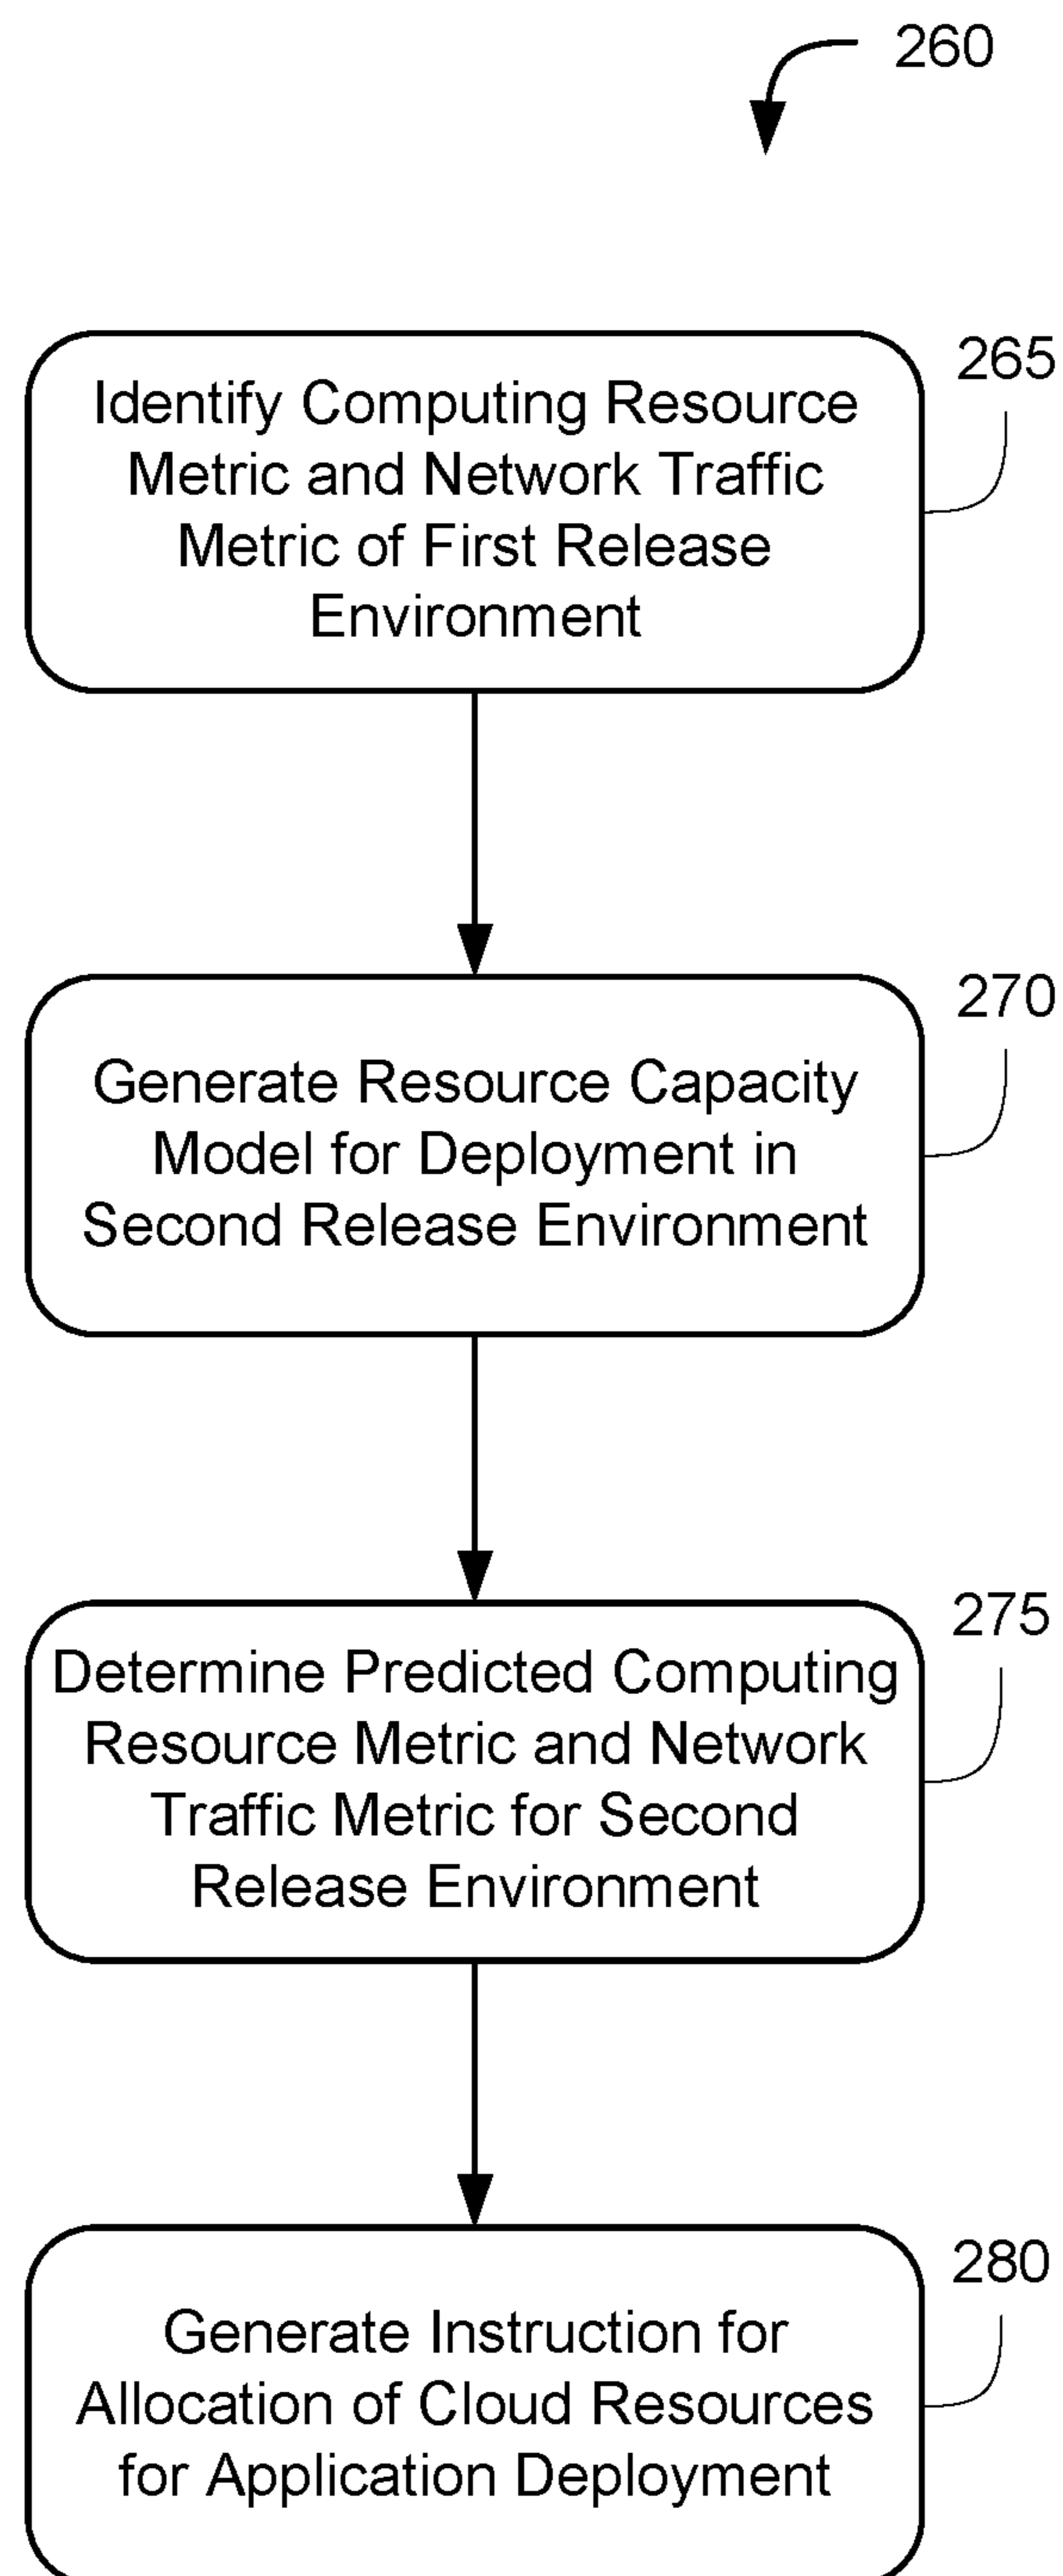 260
265
Identify Computing Resource
Metric and Network Traffic
Metric of First Release
Environment
270
Generate Resource Capacity
Model for Deployment in
Second Release Environment
275
Determine Predicted Computing
Resource Metric and Network
Traffic Metric for Second
Release Environment
280
Generate Instruction for
Allocation of Cloud Resources
for Application Deployment